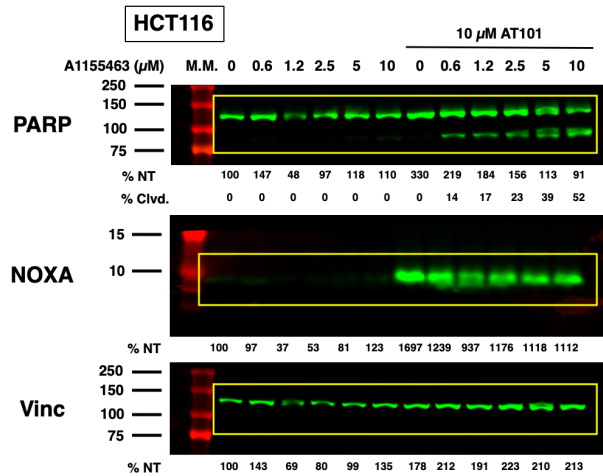 HCT116
10 µM AT101
A1155463 (µM) M.M. 0 0.6 1.2 2.5 5 10 0 0.6 1.2 2.5 5 10
250
150
PARP
100
75
% NT 100 147 48 97 118 110 330 219 184 156 113 91
% Clvd. 0 0 0 0 0 0 0 14 17 23 39 52
15
NOXA
10
% NT 100 97 37 53 81 123 1697 1239 937 1176 1118 1112
250
150
Vinc
100
75
% NT 100 143 69 80 99 135 178 212 191 223 210 213